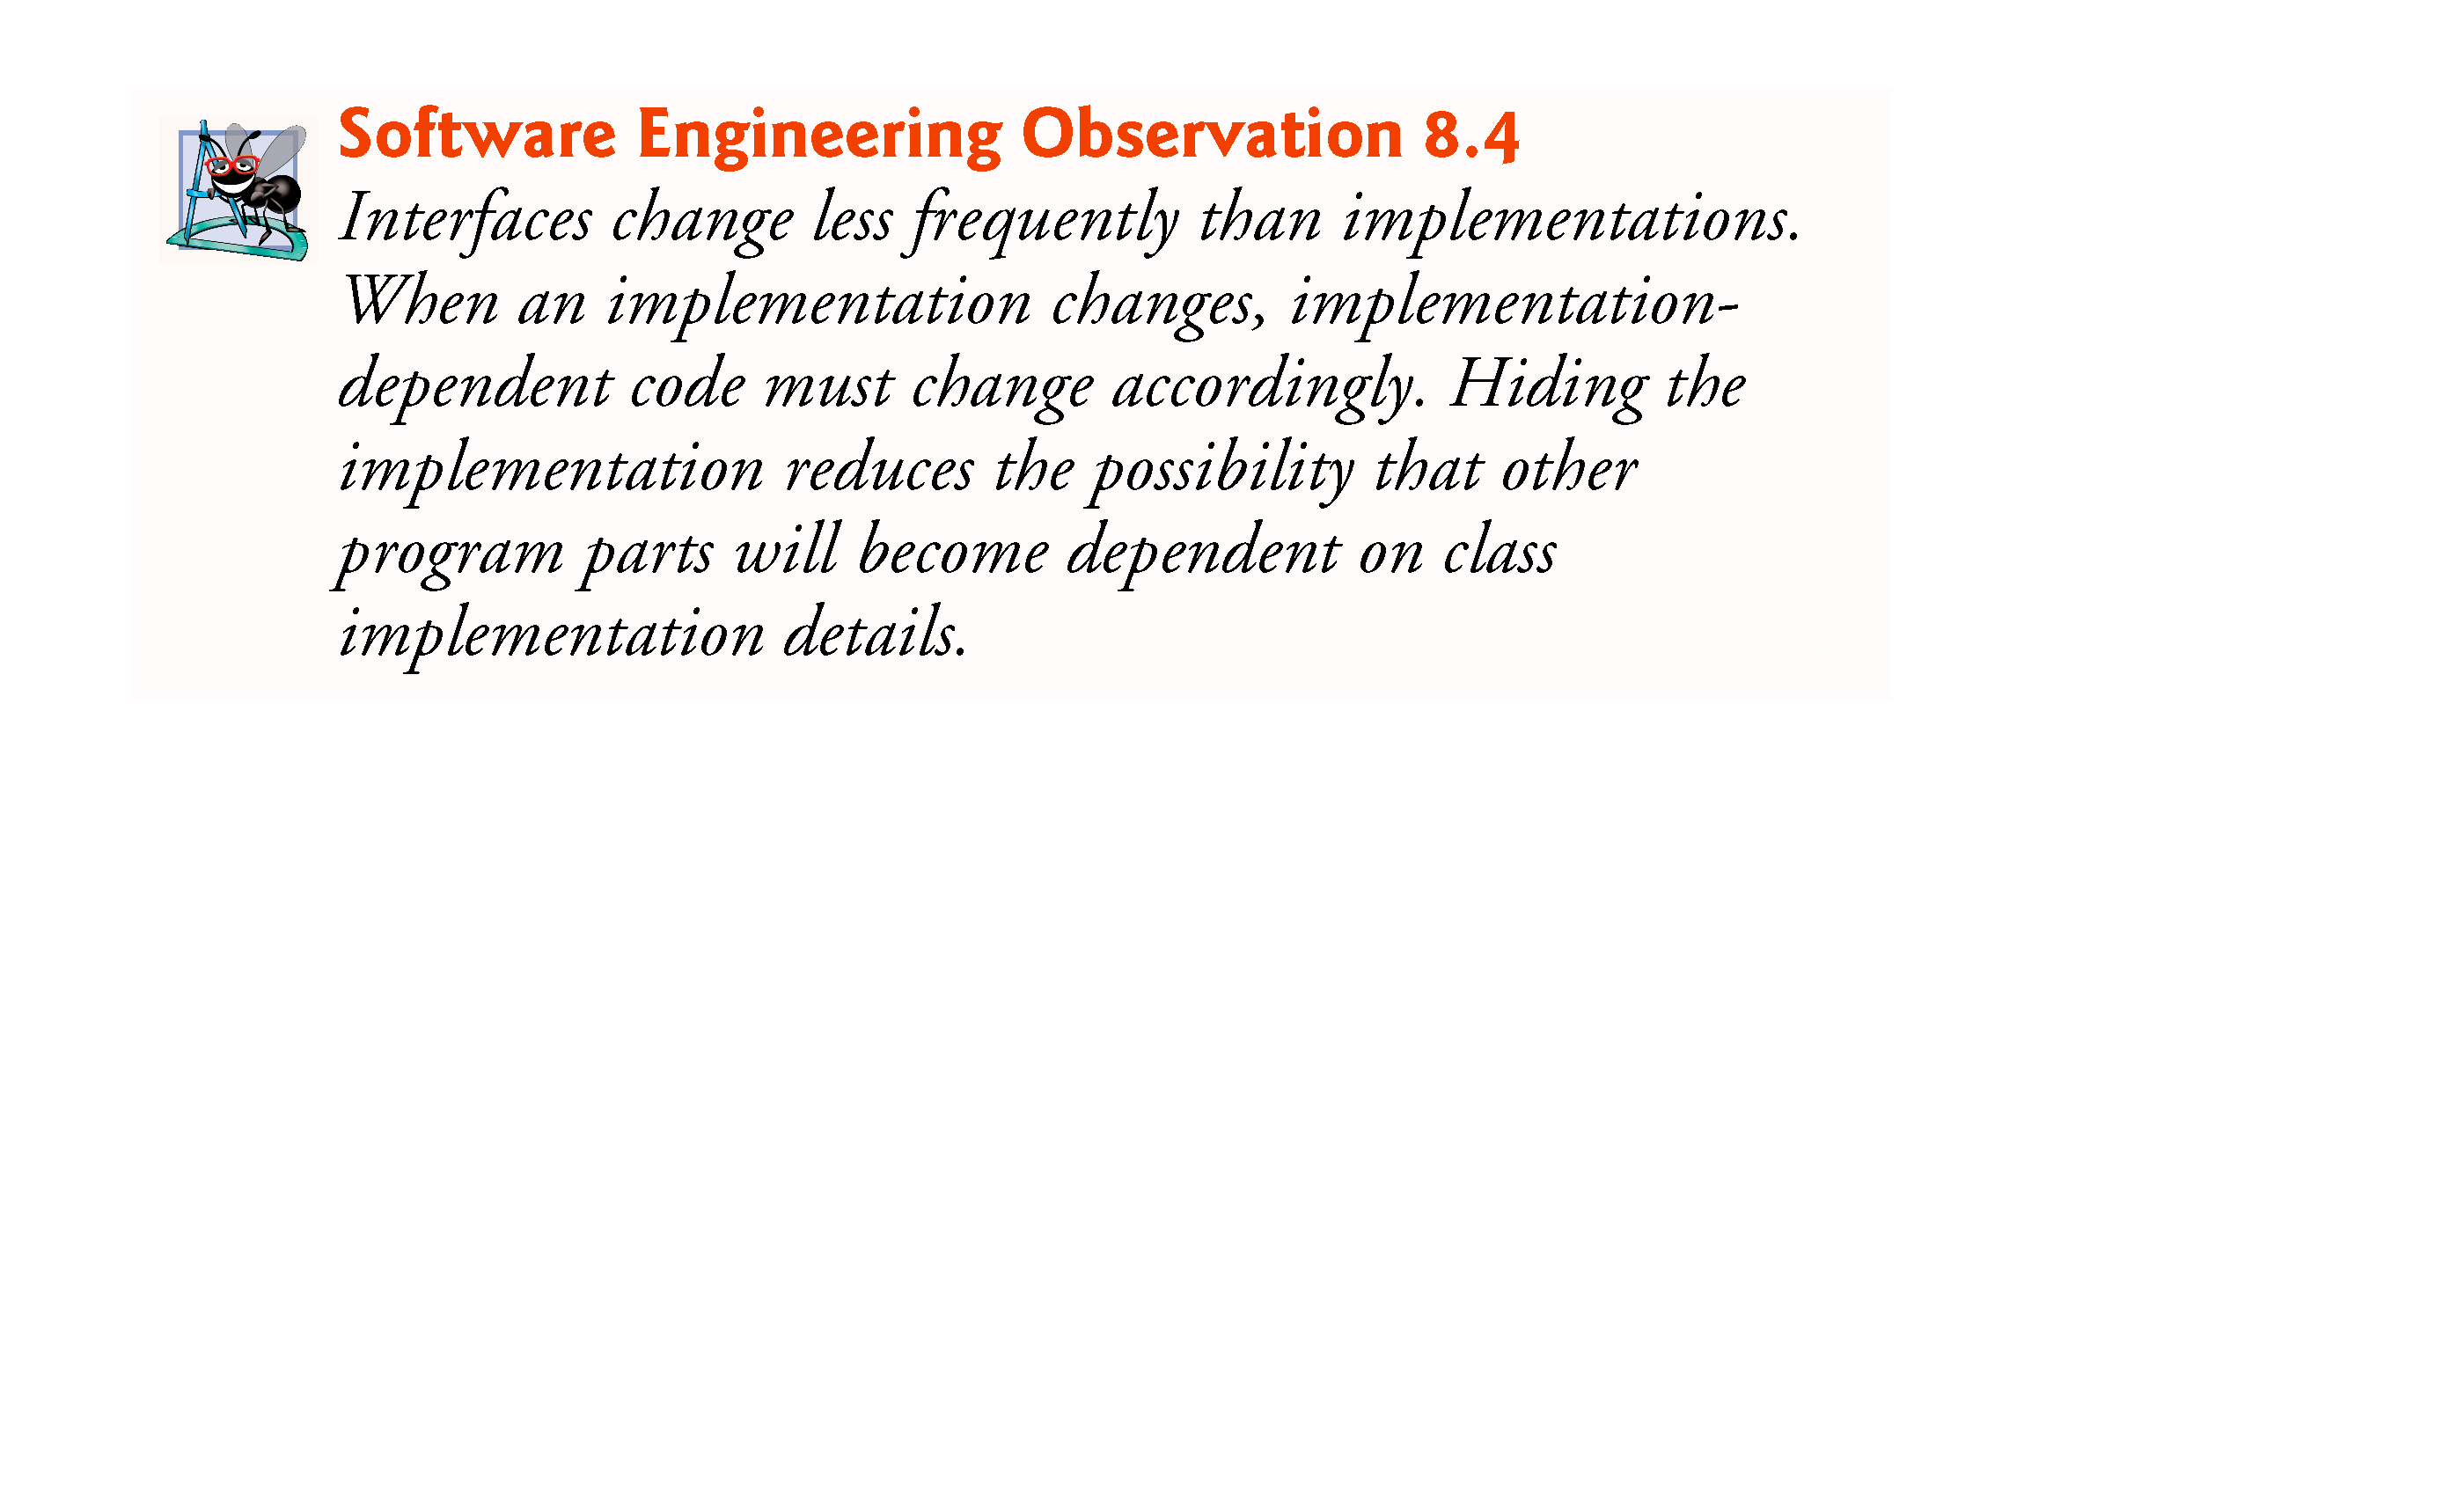 Software Engineering Observation 8.4
Interfaces change less frequently than implementations.
When an implementation changes, implementation-
dependent code must change accordingly. Hiding the
implementation reduces the possibility that other
program parts will become dependent on class
implementation details.